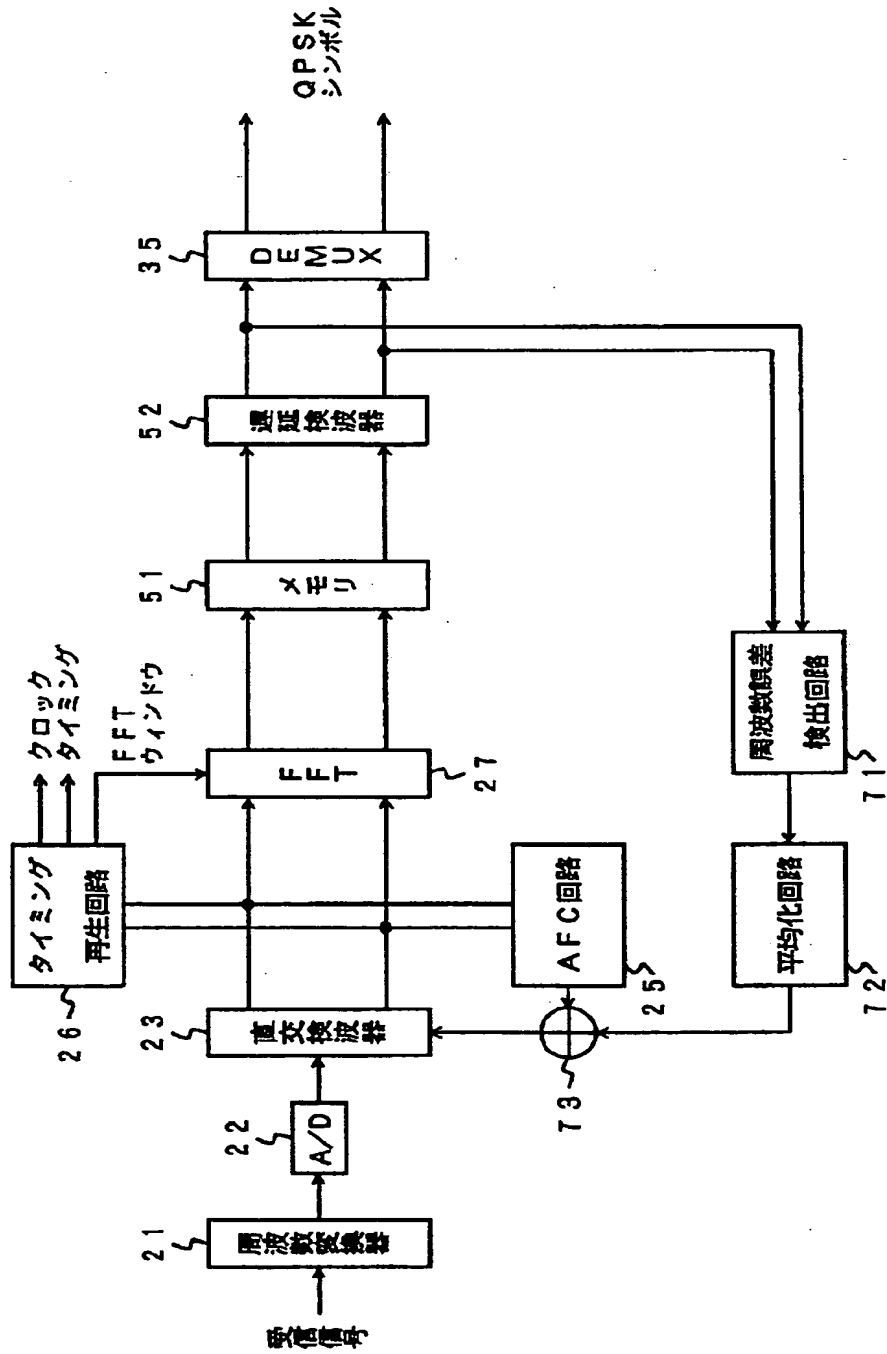 受信信号
21
周波数変換器
22
A/D
23
直交検波器
26
タイミング
再生回路
クロック
タイミング
FFT
ウィンドウ
FFT
27
51
メモリ
52
遅延検波器
35
DEMUX
QPSK
シンボル
AFC回路
25
73
周波数誤差
検出回路
71
平均化回路
72